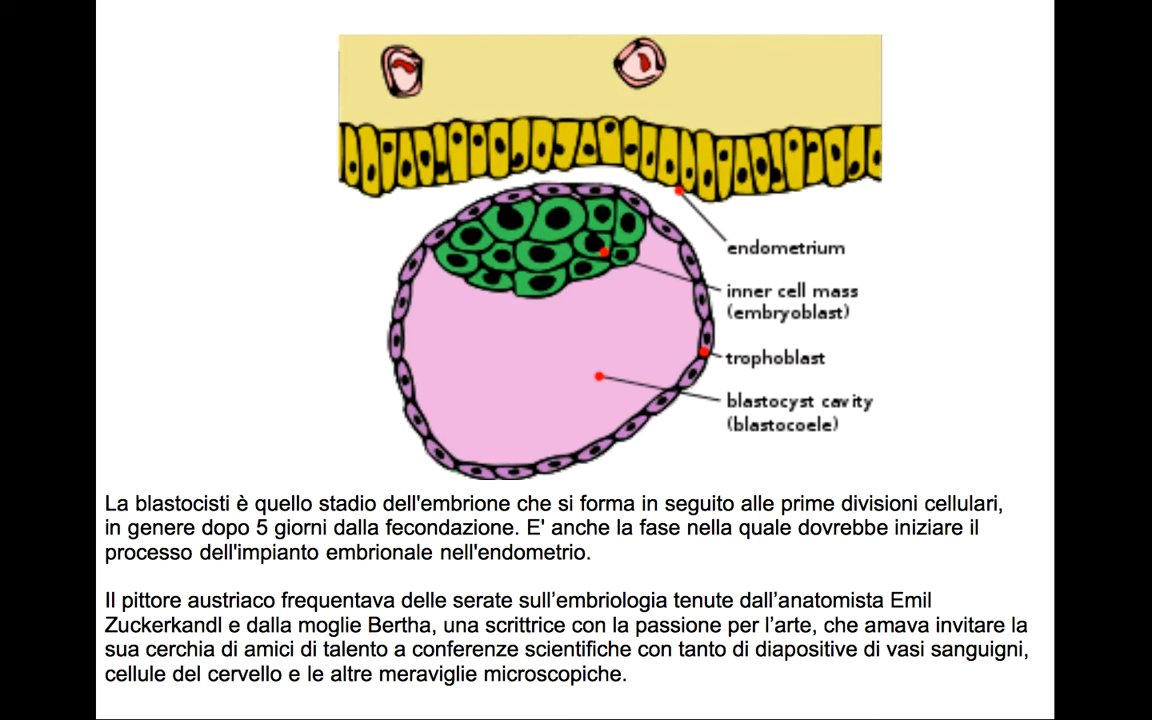 endometrium
inner cell mass
(embryoblast)
trophoblast
blastocyst cavity
(blastocoele)
La blastocisti è quello stadio dell'embrione che si forma in seguito alle prime divisioni cellulari,
in genere dopo 5 giorni dalla fecondazione. E' anche la fase nella quale dovrebbe iniziare il
processo dell'impianto embrionale nell'endometrio.
Il pittore austriaco frequentava delle serate sull’embriologia tenute dall’anatomista Emil
Zuckerkandl e dalla moglie Bertha, una scrittrice con la passione per l’arte, che amava invitare la
sua cerchia di amici di talento a conferenze scientifiche con tanto di diapositive di vasi sanguigni,
cellule del cervello e le altre meraviglie microscopiche.